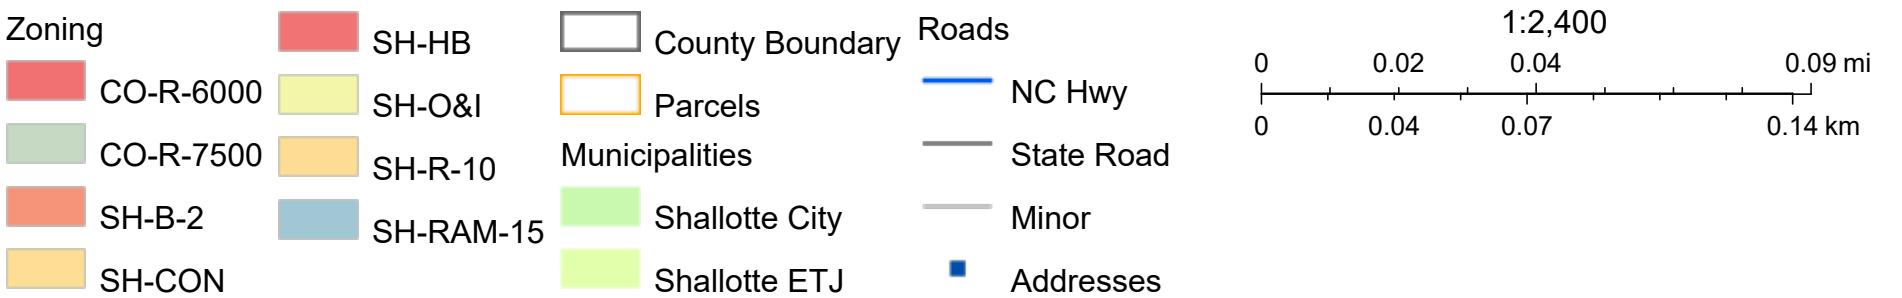 Zoning
CO-R-6000
CO-R-7500
SH-B-2
SH-CON
SH-HB
SH-O&I
SH-R-10
SH-RAM-15
County Boundary
Parcels
Municipalities
Shallotte City
Shallotte ETJ
Roads
NC Hwy
State Road
Minor
Addresses
1:2,400
0 0.02 0.04 0.09 mi
0 0.04 0.07 0.14 km